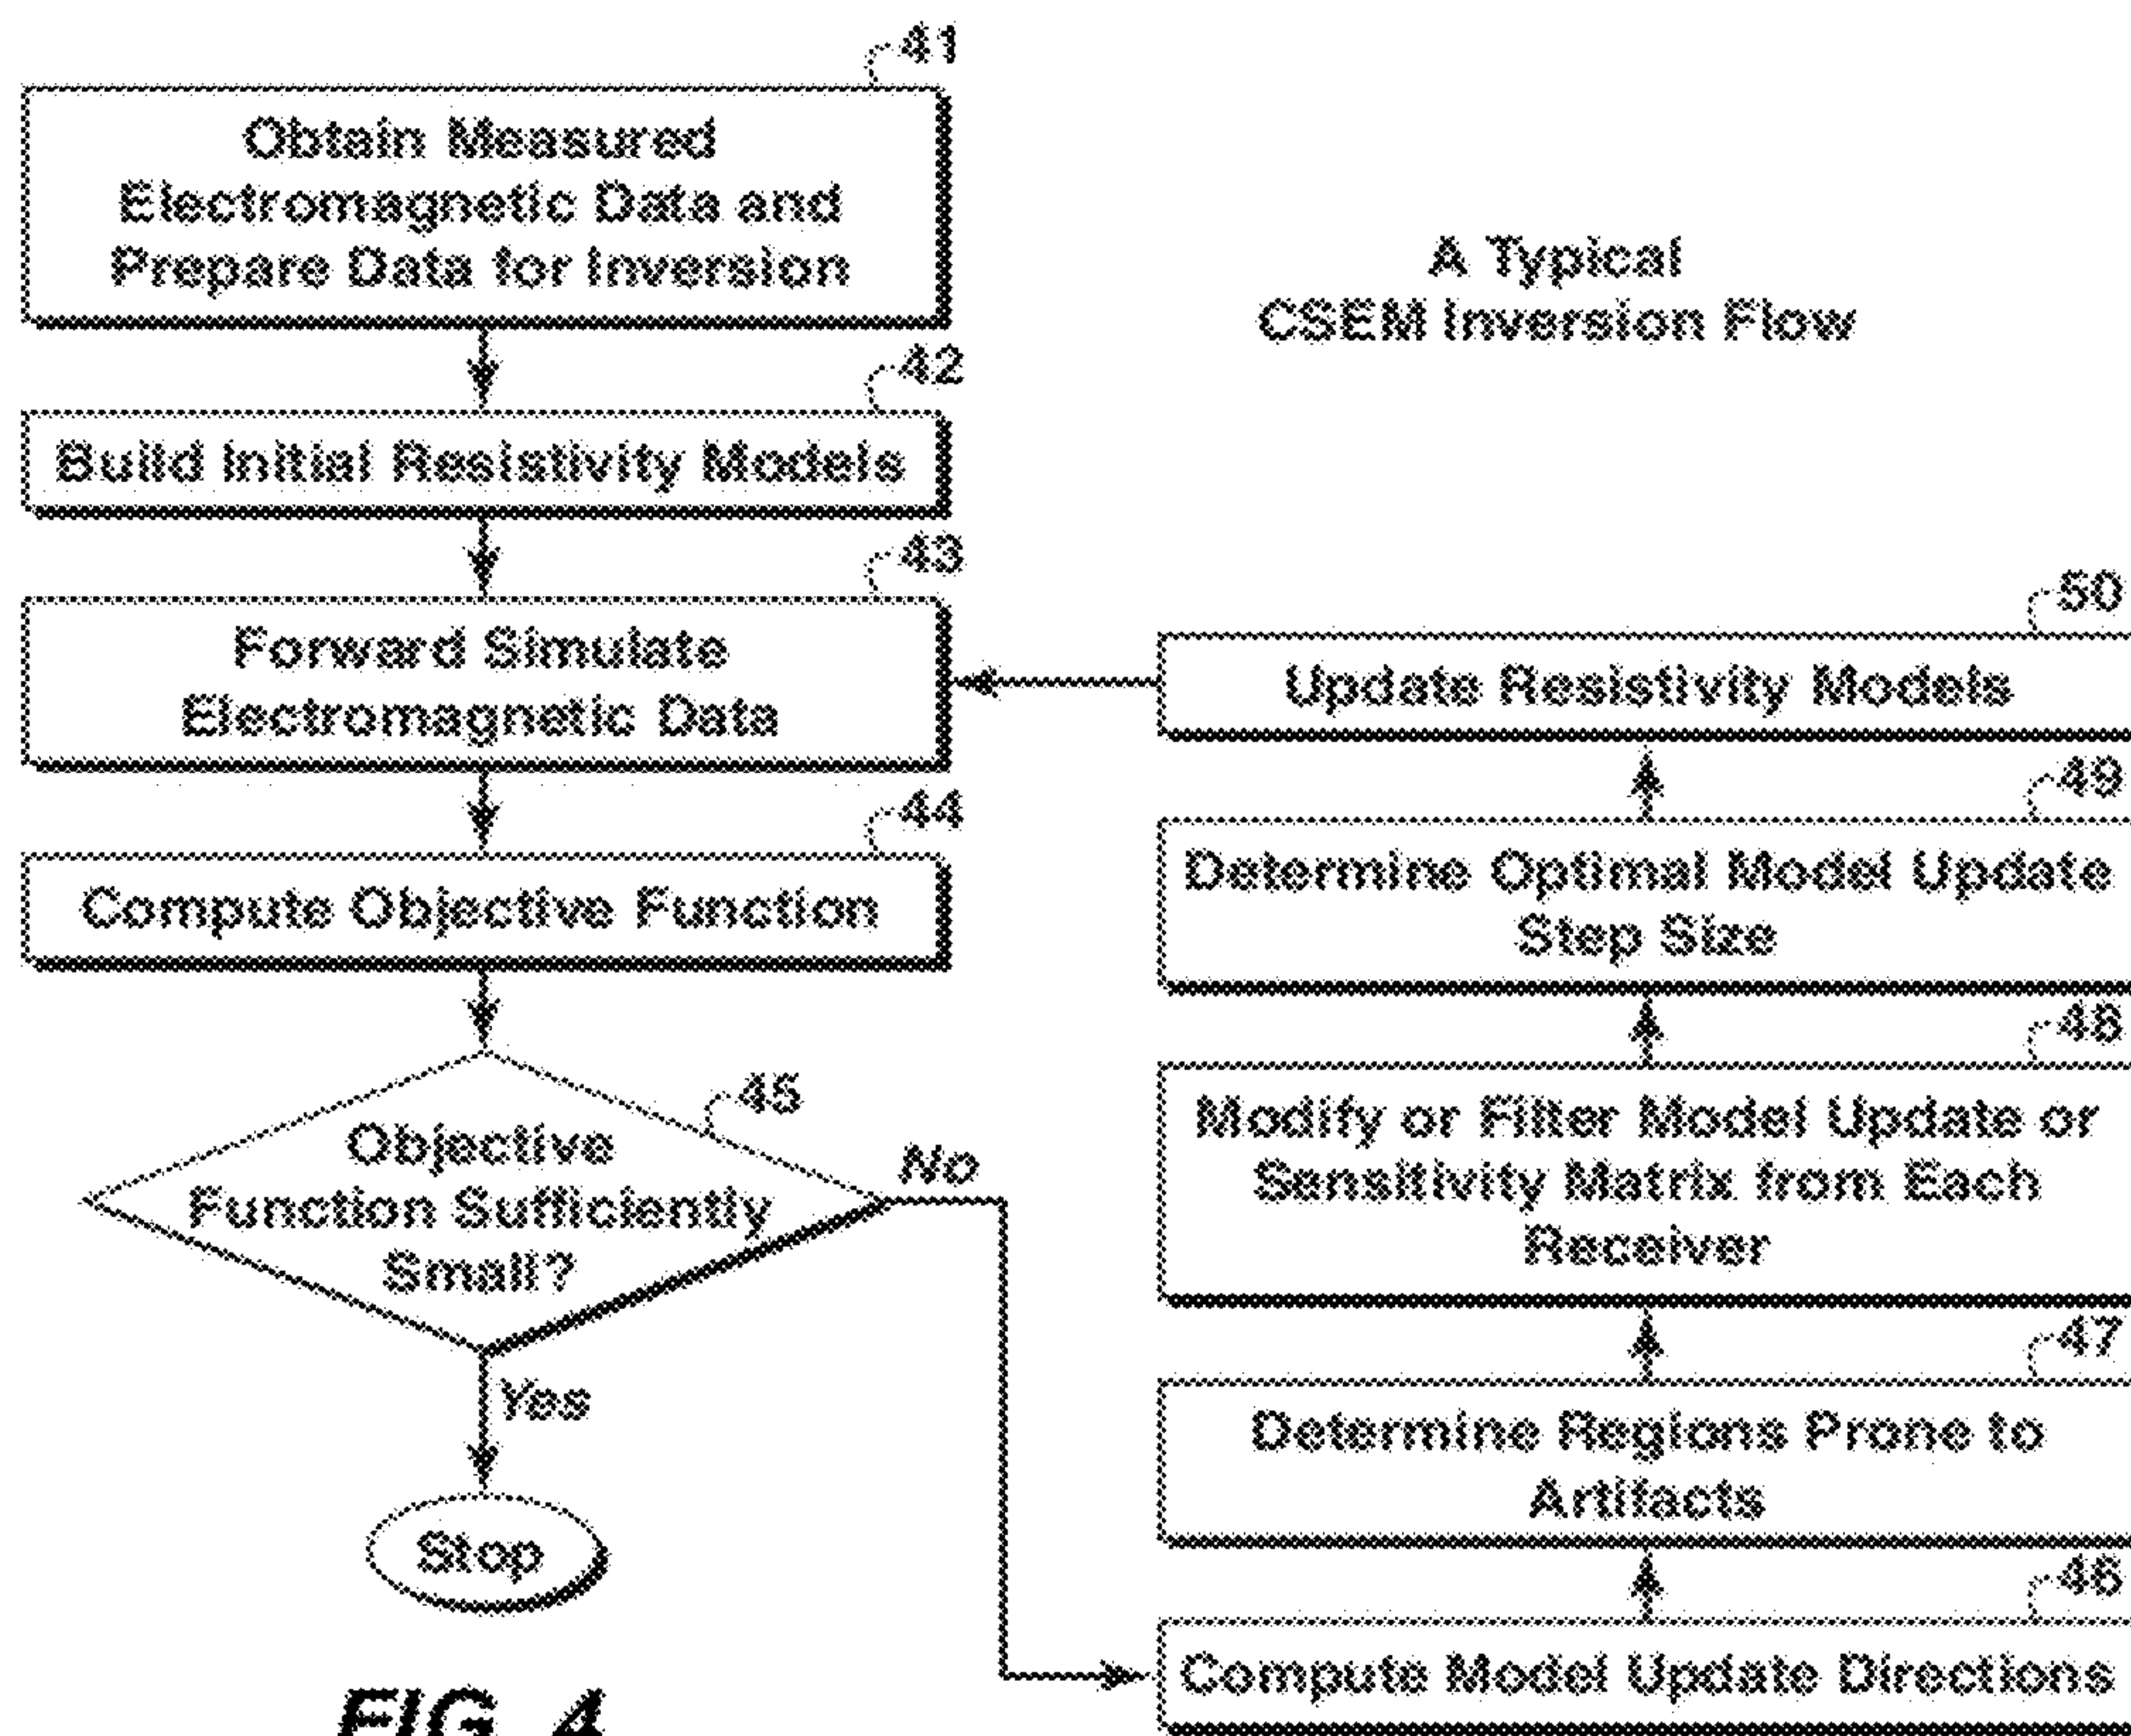 41
Obtain Measured
Electromagnetic Data and
Prepare Data for Inversion
42
Build Initial Resistivity Models
43
Forward Simulate
Electromagnetic Data
44
Compute Objective Function
45
Objective
Function Sufficiently
Small?
No
Yes
Stop
FIG. 4
A Typical
CSEM Inversion Flow
50
Update Resistivity Models
49
Determine Optimal Model Update
Step Size
48
Modify or Filter Model Update or
Sensitivity Matrix from Each
Receiver
47
Determine Regions Prone to
Artifacts
46
Compute Model Update Directions